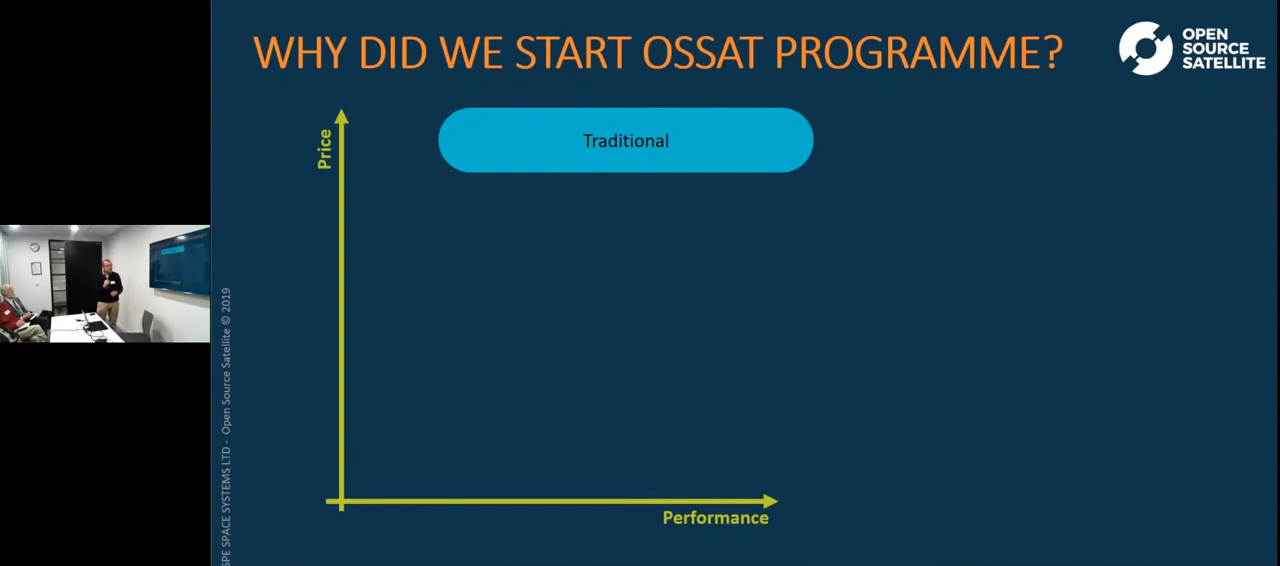 WHY DID WE START OSSAT PROGRAMME?
OPEN
SOURCE
SATELLITE
Price
Traditional
Performance
SPE SPACE SYSTEMS LTD - Open Source Satellite © 2019